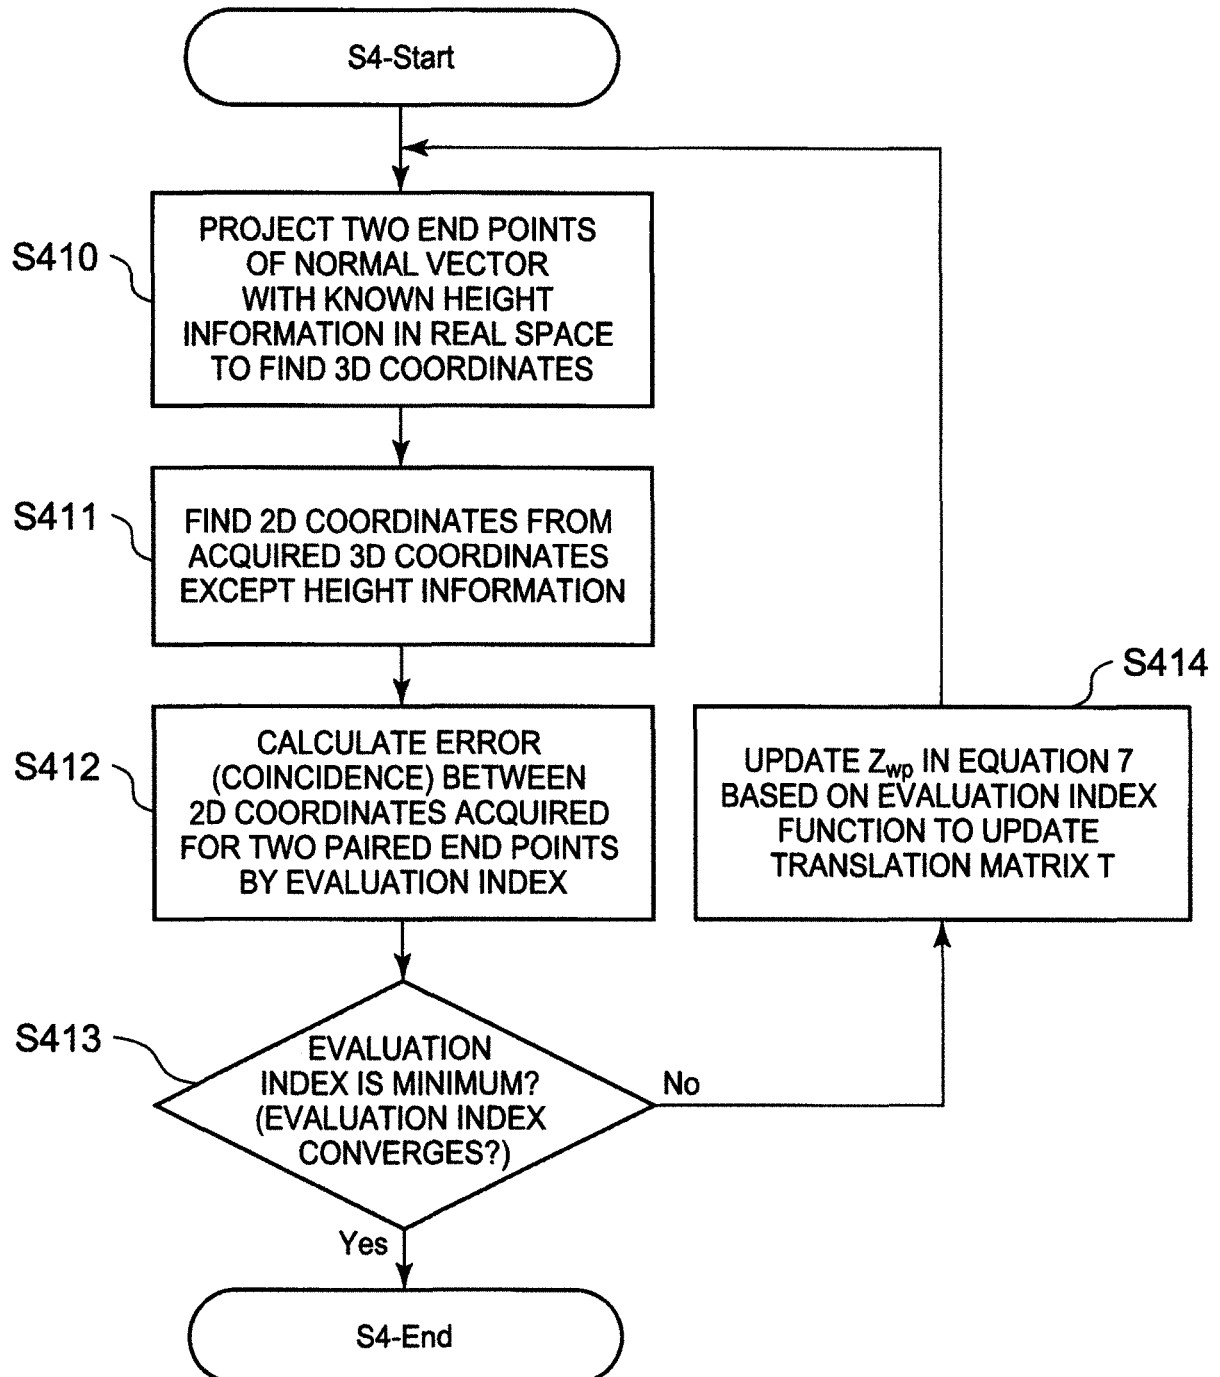 S4-Start
S410
PROJECT TWO END POINTS
OF NORMAL VECTOR
WITH KNOWN HEIGHT
INFORMATION IN REAL SPACE
TO FIND 3D COORDINATES
S411
FIND 2D COORDINATES FROM
ACQUIRED 3D COORDINATES
EXCEPT HEIGHT INFORMATION
S412
CALCULATE ERROR
(COINCIDENCE) BETWEEN
2D COORDINATES ACQUIRED
FOR TWO PAIRED END POINTS
BY EVALUATION INDEX
S414
UPDATE Zwp IN EQUATION 7
BASED ON EVALUATION INDEX
FUNCTION TO UPDATE
TRANSLATION MATRIX T
S413
EVALUATION
INDEX IS MINIMUM?
(EVALUATION INDEX
CONVERGES?)
No
Yes
S4-End